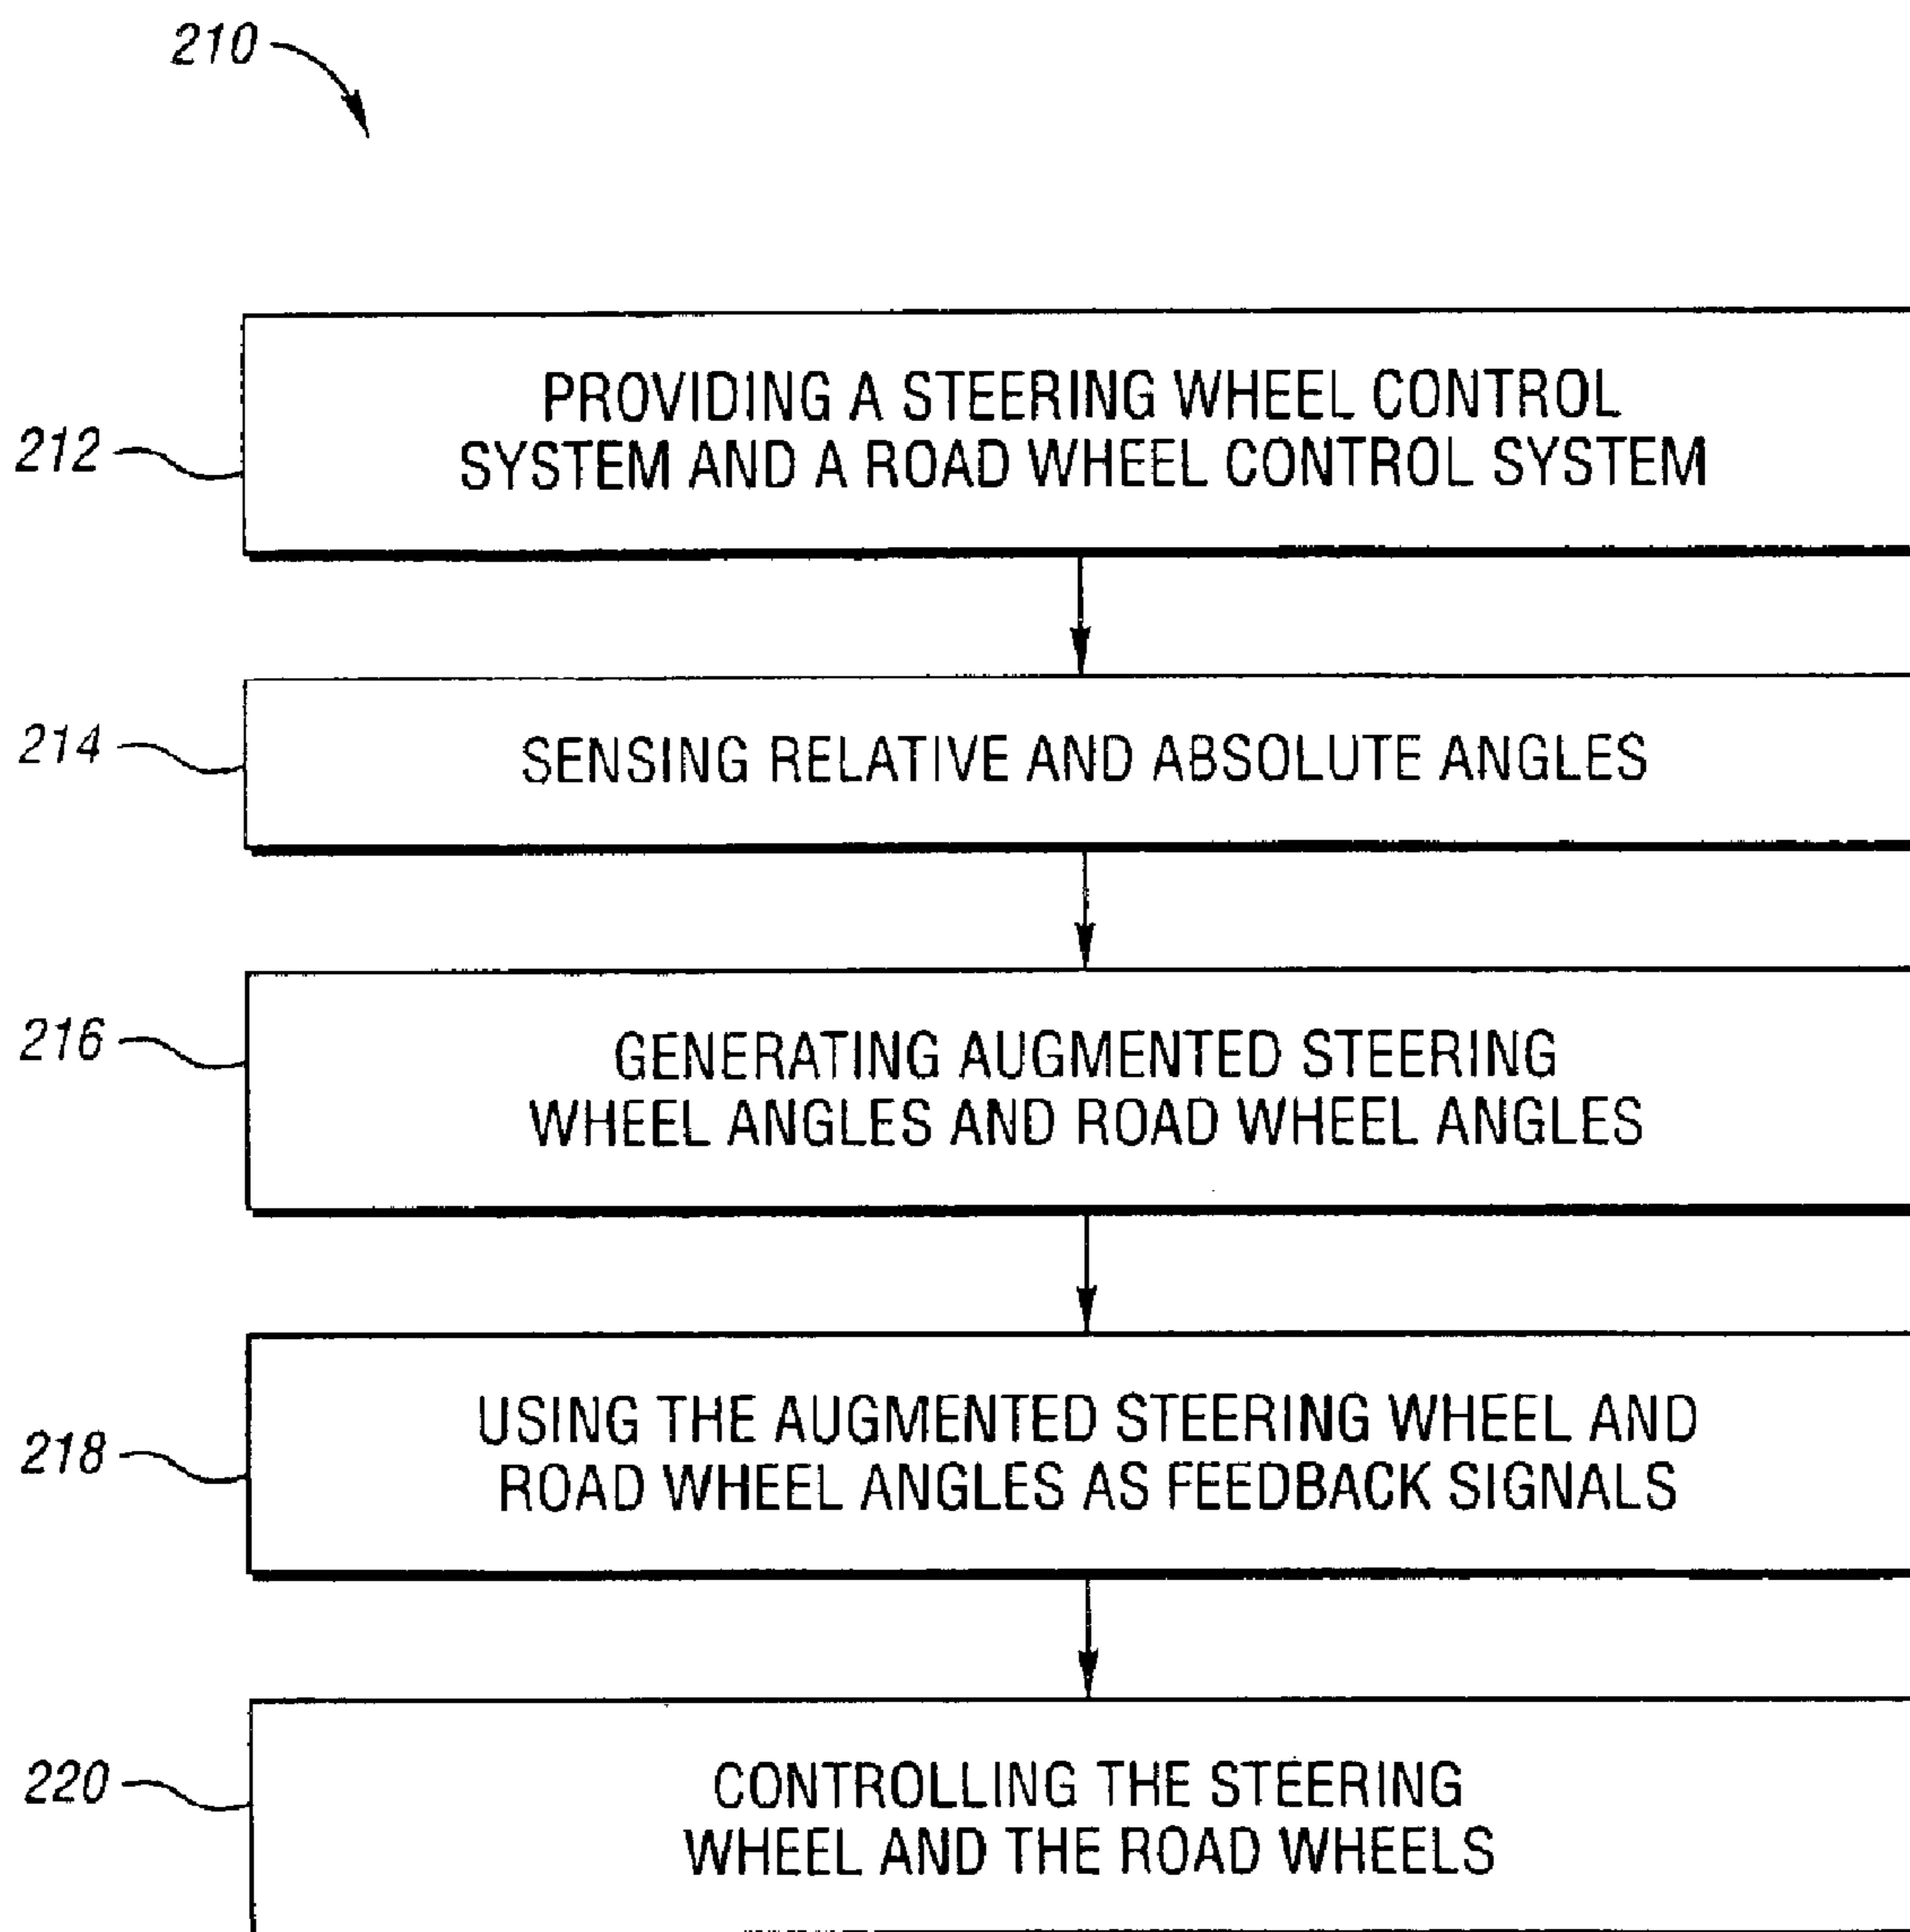 210
PROVIDING A STEERING WHEEL CONTROL
SYSTEM AND A ROAD WHEEL CONTROL SYSTEM
212
SENSING RELATIVE AND ABSOLUTE ANGLES
214
GENERATING AUGMENTED STEERING
WHEEL ANGLES AND ROAD WHEEL ANGLES
216
USING THE AUGMENTED STEERING WHEEL AND
ROAD WHEEL ANGLES AS FEEDBACK SIGNALS
218
CONTROLLING THE STEERING
WHEEL AND THE ROAD WHEELS
220